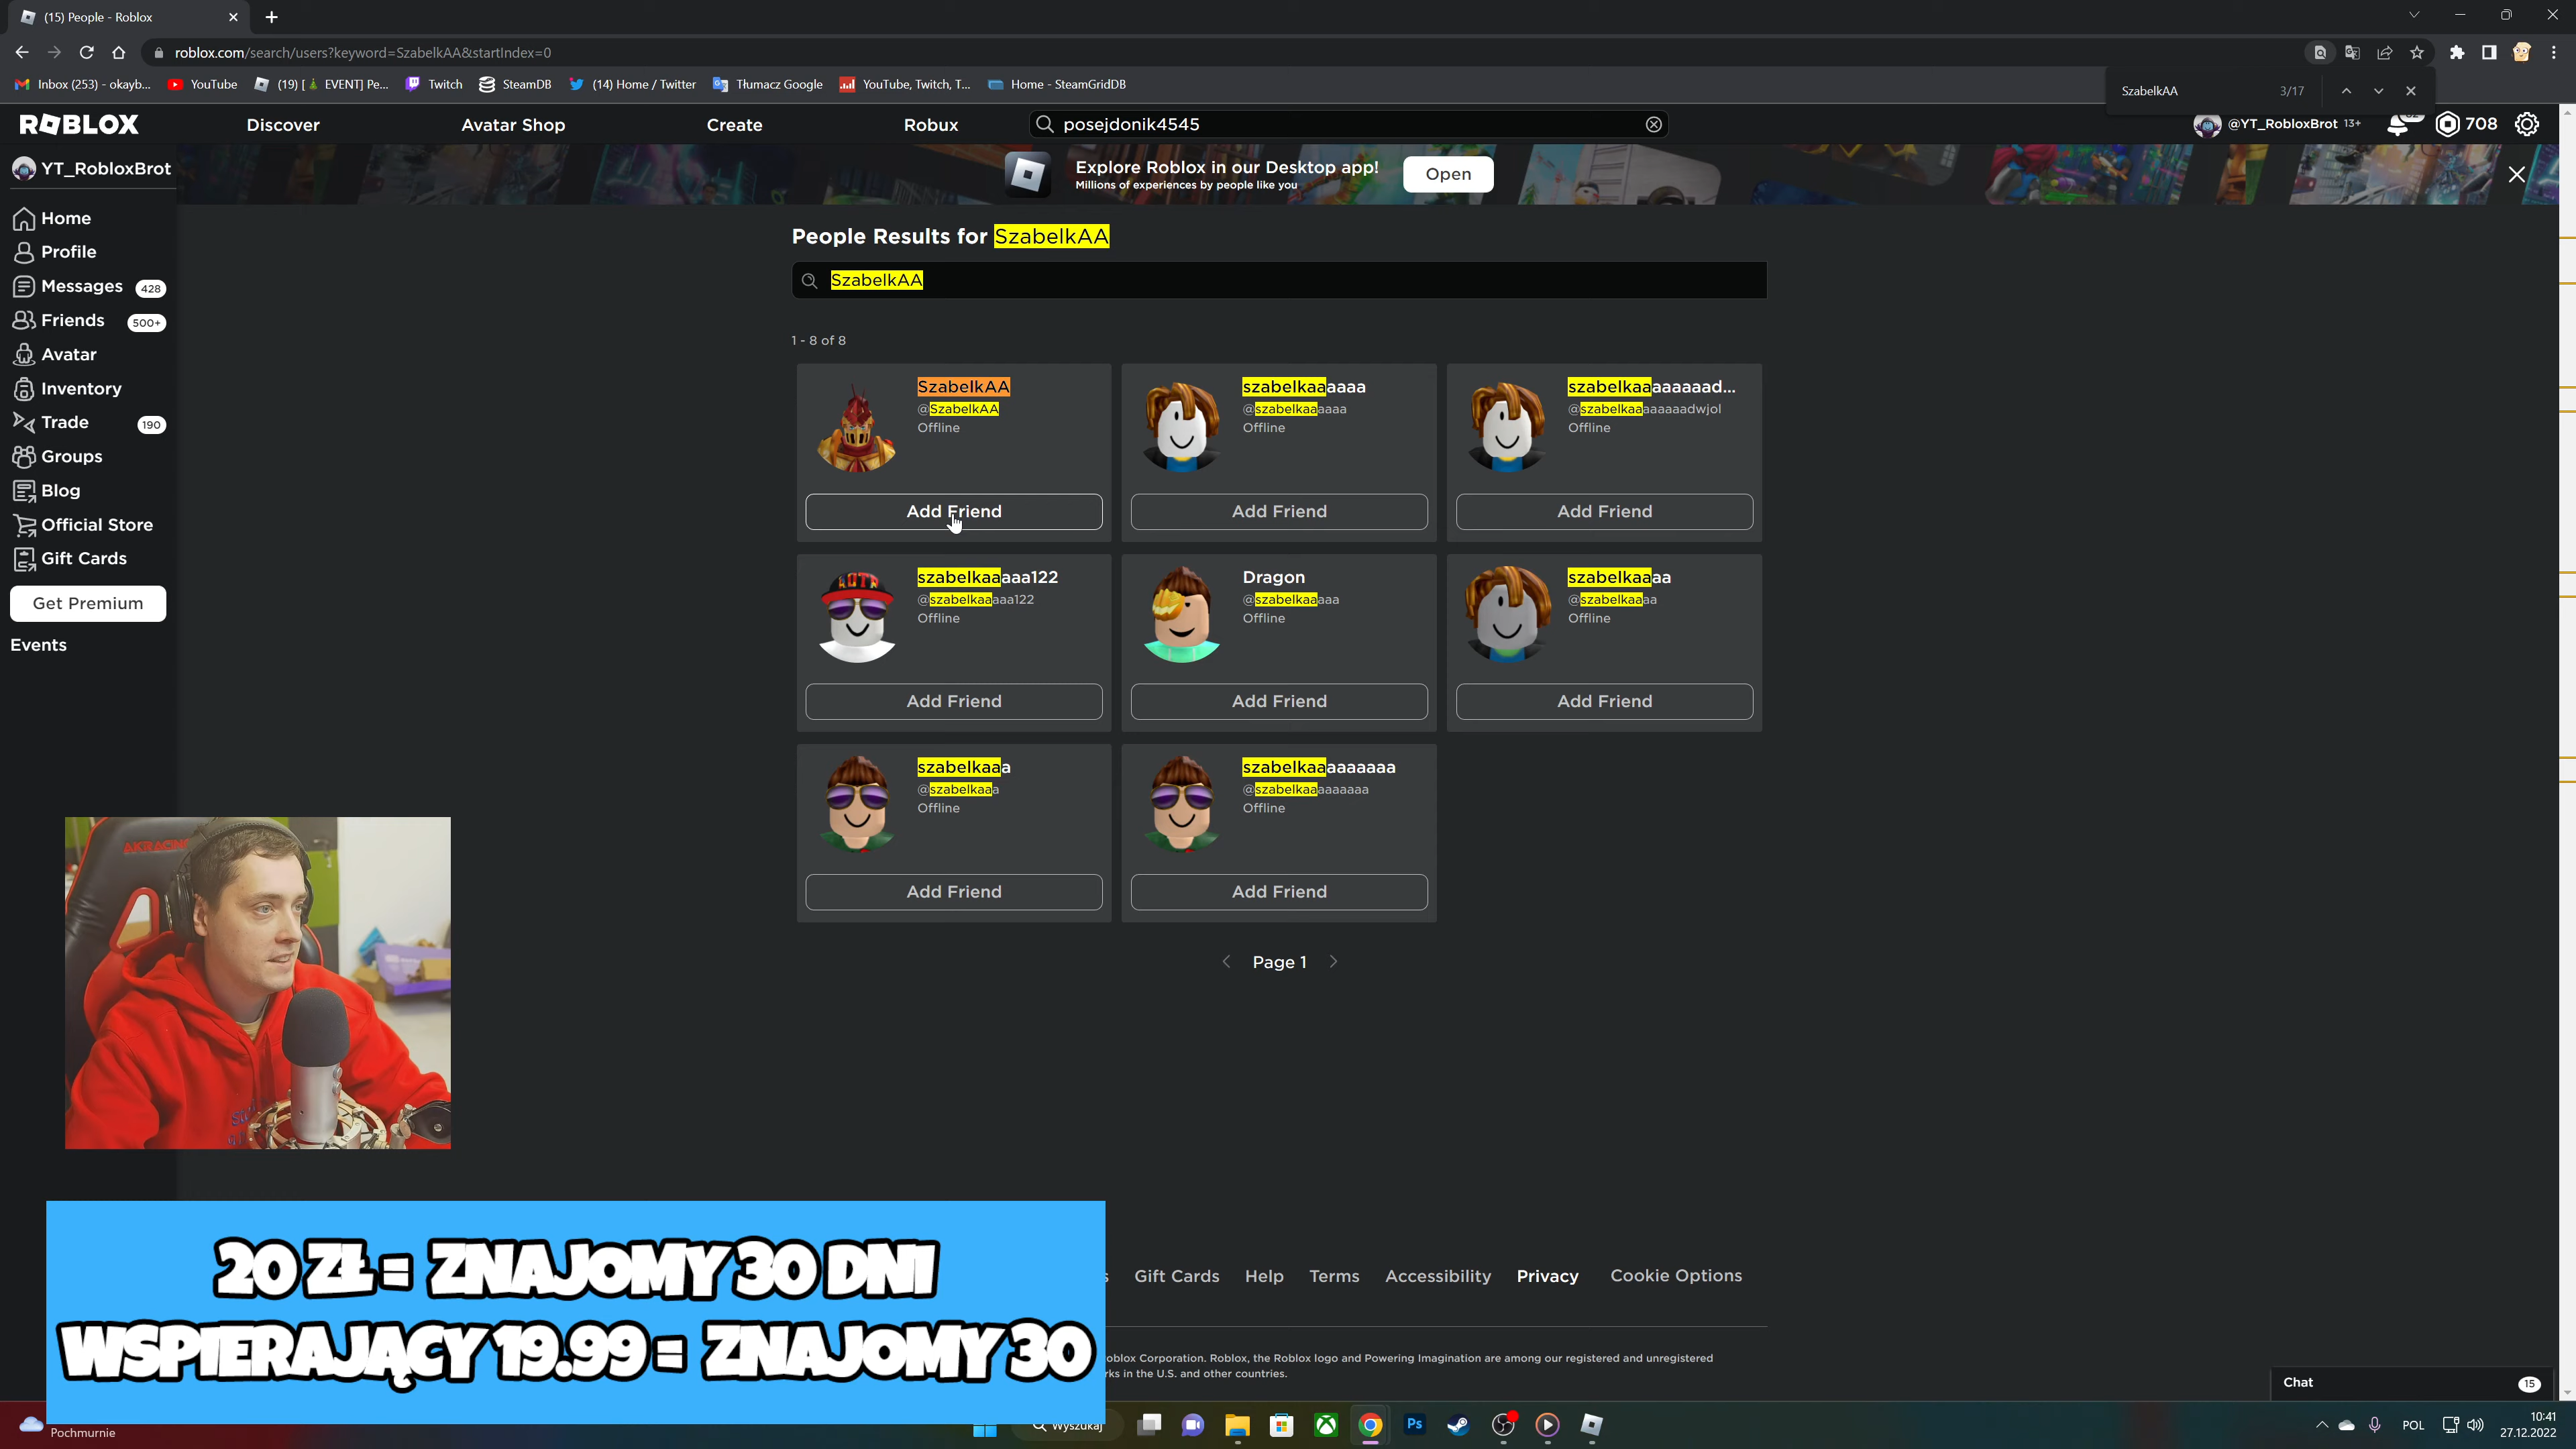 (15) People - Roblox
roblox.com/search/users?keyword=SzabelkAA&startIndex=0
Inbox (253) - okayb... YouTube (19) [ EVENT] Pe... Twitch SteamDB (14) Home / Twitter Tłumacz Google YouTube, Twitch, T... Home - SteamGridDB
SzabelkAA 3/17
ROBLOX Discover Avatar Shop Create Robux posejdonik4545 @YT_RobloxBrot 13+ 708
YT_RobloxBrot
Explore Roblox in our Desktop app!
Millions of experiences by people like you
Open
Home
Profile
Messages 428
Friends 500+
Avatar
Inventory
Trade 190
Groups
Blog
Official Store
Gift Cards
Get Premium
Events
People Results for SzabelkAA
SzabelkAA
1 - 8 of 8
SzabelkAA
@SzabelkAA
Offline
Add Friend
szabelkaaaaaa
@szabelkaaaaaa
Offline
Add Friend
szabelkaaaaaaaad...
@szabelkaaaaaaaadwjol
Offline
Add Friend
szabelkaaaaa122
@szabelkaaaaa122
Offline
Add Friend
Dragon
@szabelkaaaaa
Offline
Add Friend
szabelkaaaa
@szabelkaaaa
Offline
Add Friend
szabelkaaa
@szabelkaaa
Offline
Add Friend
szabelkaaaaaaaaa
@szabelkaaaaaaaaa
Offline
Add Friend
Page 1
AKRACING
20 ZŁ = ZNAJOMY 30 DNI
WSPIERAJĄCY 19.99 = ZNAJOMY 30
s Gift Cards Help Terms Accessibility Privacy Cookie Options
oblox Corporation. Roblox, the Roblox logo and Powering Imagination are among our registered and unregistered
rks in the U.S. and other countries.
Chat 15
Pochmurnie
Wyszukaj
Ps
POL
10:41
27.12.2022